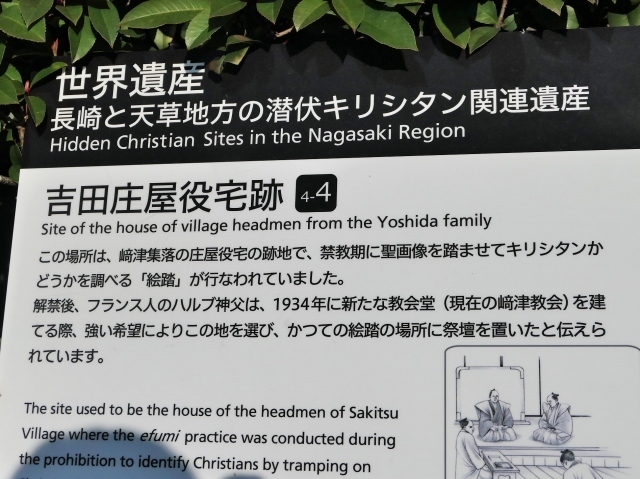 世界遺産
長崎と天草地方の潜伏キリシタン関連遺産
Hidden Christian Sites in the Nagasaki Region
吉田庄屋役宅跡 4-4
Site of the house of village headmen from the Yoshida family
この場所は、﨑津集落の庄屋役宅の跡地で、禁教期に聖画像を踏ませてキリシタンか
どうかを調べる「絵踏」が行なわれていました。
解禁後、フランス人のハルブ神父は、1934年に新たな教会堂（現在の﨑津教会）を建
てる際、強い希望によりこの地を選び、かつての絵踏の場所に祭壇を置いたと伝えら
れています。
The site used to be the house of the headmen of Sakitsu
Village where the efumi practice was conducted during
the prohibition to identify Christians by tramping on